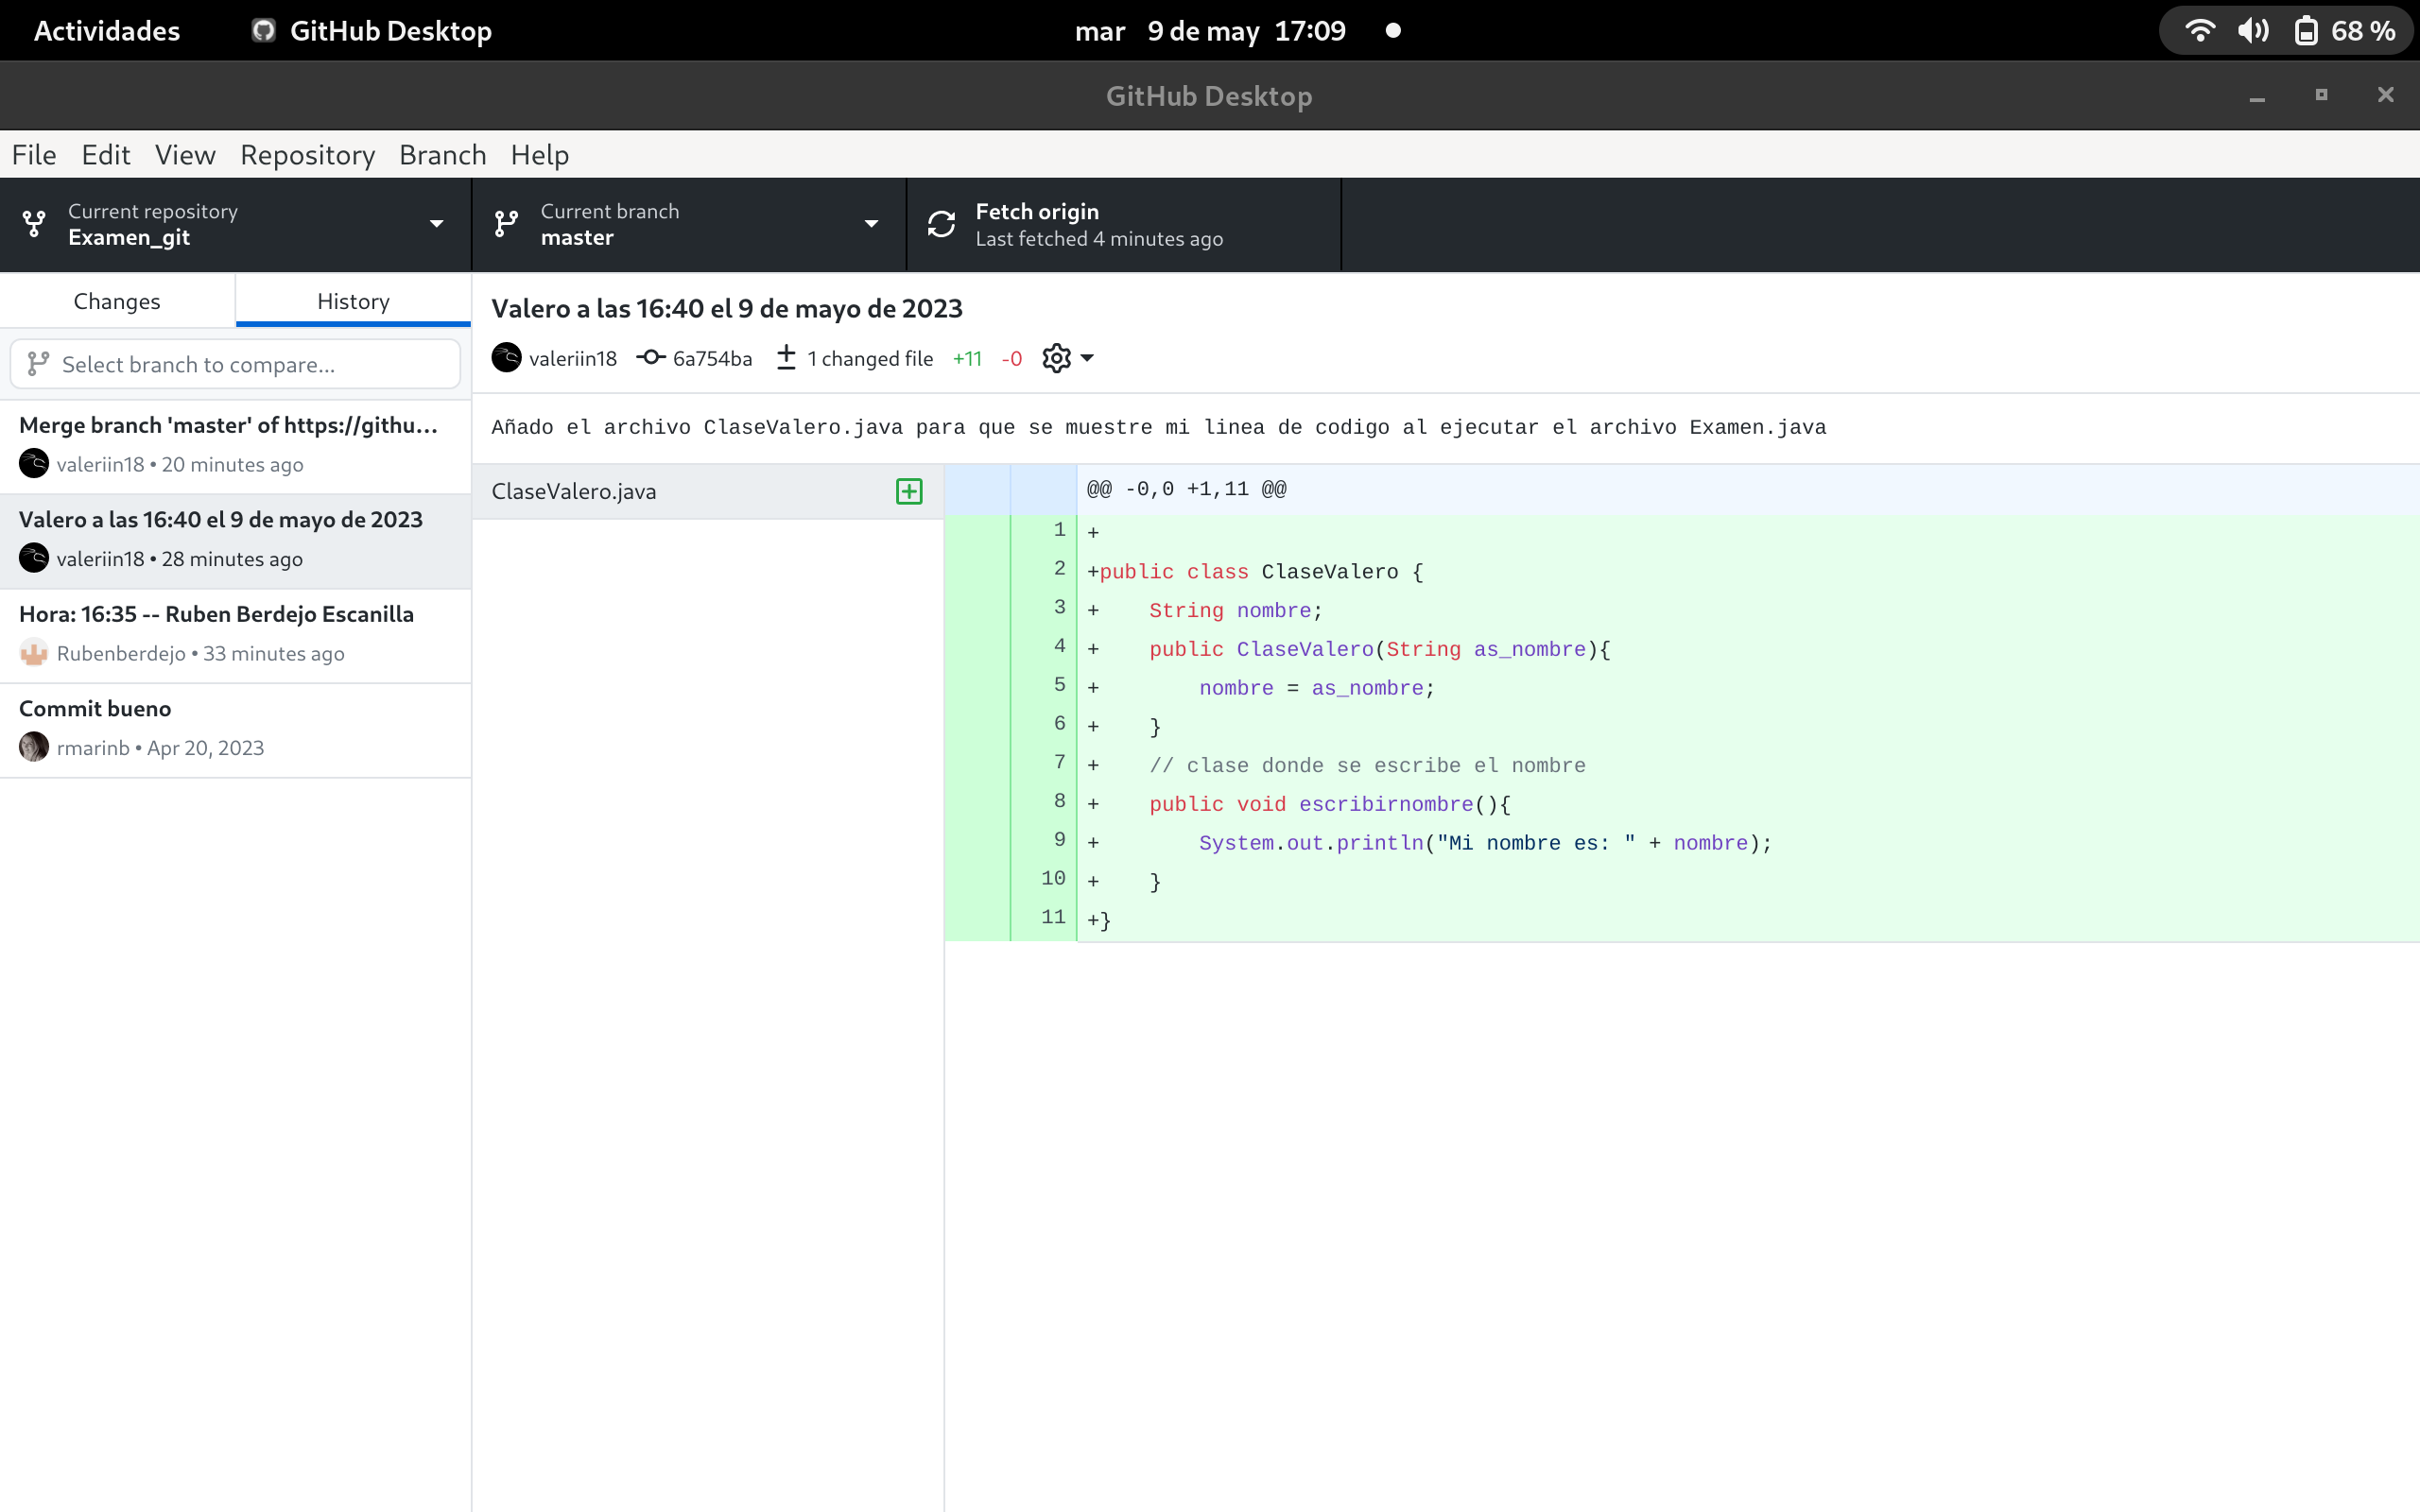 Actividades GitHub Desktop mar 9 de may 17:09 68 %
GitHub Desktop
File Edit View Repository Branch Help
Current repository
Examen_git
Current branch
master
Fetch origin
Last fetched 4 minutes ago
Changes History
Select branch to compare...
Merge branch 'master' of https://githu...
valeriin18 • 20 minutes ago
Valero a las 16:40 el 9 de mayo de 2023
valeriin18 • 28 minutes ago
Hora: 16:35 -- Ruben Berdejo Escanilla
Rubenberdejo • 33 minutes ago
Commit bueno
rmarinb • Apr 20, 2023
Valero a las 16:40 el 9 de mayo de 2023
valeriin18 6a754ba 1 changed file +11 -0
Añado el archivo ClaseValero.java para que se muestre mi linea de codigo al ejecutar el archivo Examen.java
ClaseValero.java
@@ -0,0 +1,11 @@
1 +
2 +public class ClaseValero {
3 +    String nombre;
4 +    public ClaseValero(String as_nombre){
5 +        nombre = as_nombre;
6 +    }
7 +    // clase donde se escribe el nombre
8 +    public void escribirnombre(){
9 +        System.out.println("Mi nombre es: " + nombre);
10 +    }
11 +}